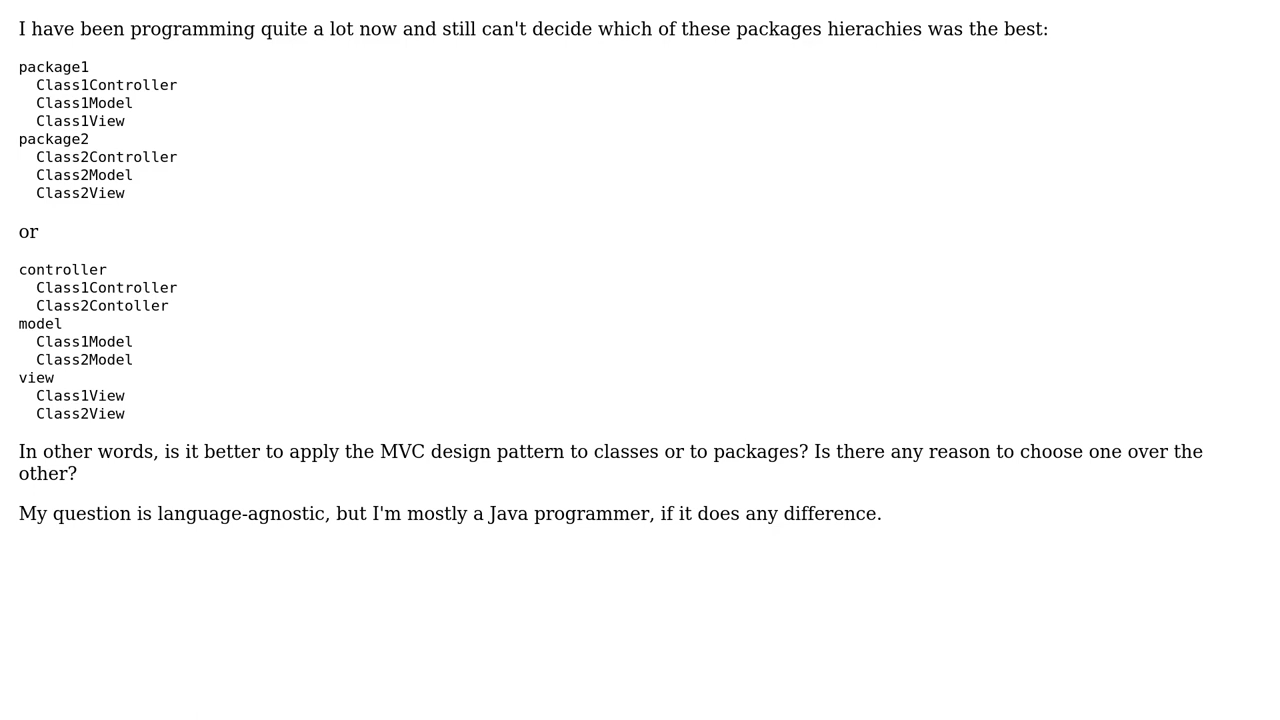 I have been programming quite a lot now and still can't decide which of these packages hierachies was the best:
package1
  Class1Controller
  Class1Model
  Class1View
package2
  Class2Controller
  Class2Model
  Class2View
or
controller
  Class1Controller
  Class2Contoller
model
  Class1Model
  Class2Model
view
  Class1View
  Class2View
In other words, is it better to apply the MVC design pattern to classes or to packages? Is there any reason to choose one over the
other?
My question is language-agnostic, but I'm mostly a Java programmer, if it does any difference.